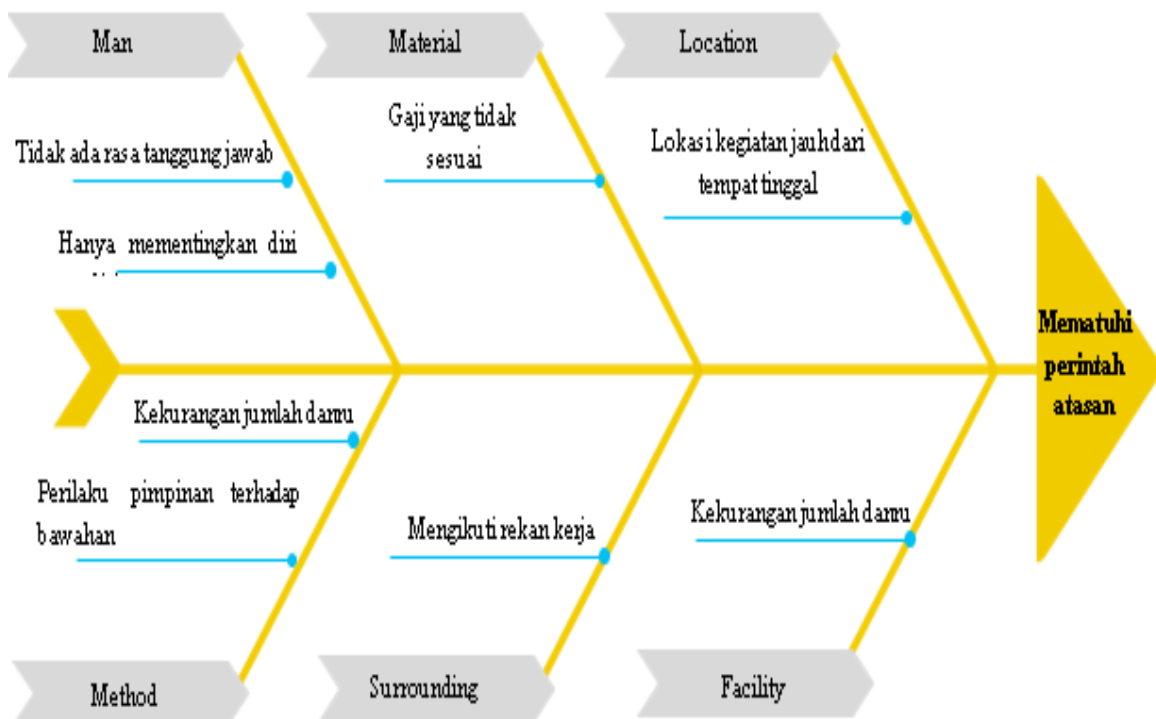 Man
Material
Location
Tidak ada rasa tanggung jawab
Hanya mementingkan diri
Gaji yang tidak
sesuai
Lokasi kegiatan jauh dari
tempat tinggal
Mematuhi
perintah
atasan
Kekurangan jumlah damru
Perilaku pimpinan terhadap
bawahan
Mengikuti rekan kerja
Kekurangan jumlah damru
Method
Surrounding
Facility